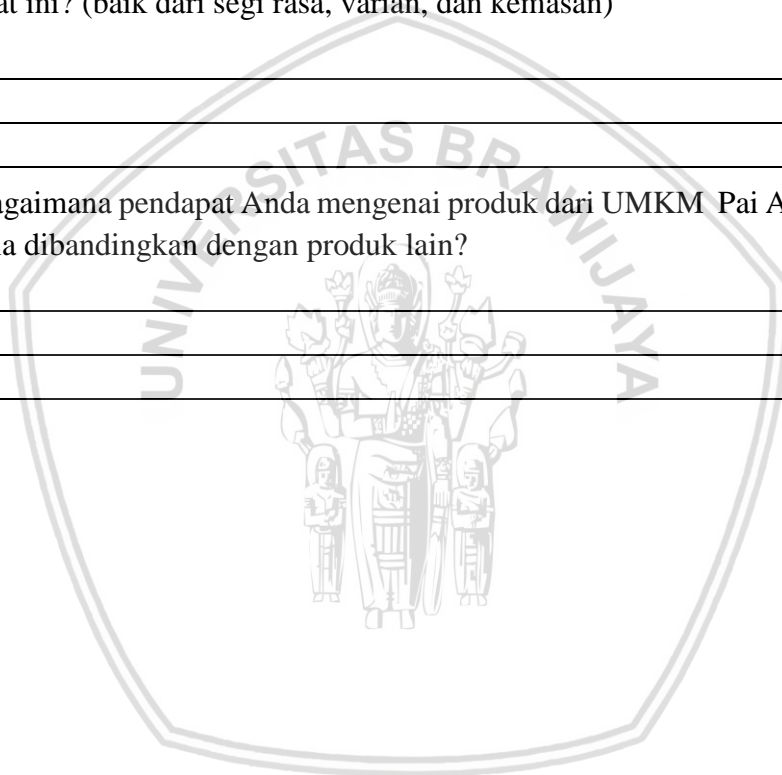 at ini? (baik dari segi rasa, varian, dan kemasan)
UNIVERSITAS BRAWIJAYA
agaimana pendapat Anda mengenai produk dari UMKM Pai A
a dibandingkan dengan produk lain?